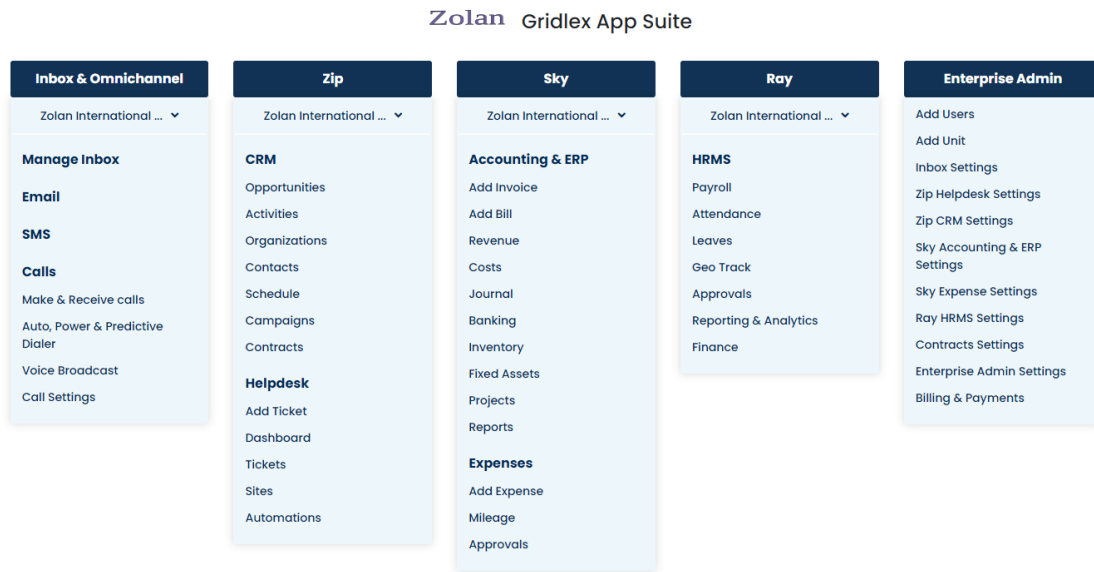 Zolan Gridlex App Suite
Inbox & Omnichannel
Zolan International ...
Manage Inbox
Email
SMS
Calls
Make & Receive calls
Auto, Power & Predictive
Dialer
Voice Broadcast
Call Settings
Zip
Zolan International ...
CRM
Opportunities
Activities
Organizations
Contacts
Schedule
Campaigns
Contracts
Helpdesk
Add Ticket
Dashboard
Tickets
Sites
Automations
Sky
Zolan International ...
Accounting & ERP
Add Invoice
Add Bill
Revenue
Costs
Journal
Banking
Inventory
Fixed Assets
Projects
Reports
Expenses
Add Expense
Mileage
Approvals
Ray
Zolan International ...
HRMS
Payroll
Attendance
Leaves
Geo Track
Approvals
Reporting & Analytics
Finance
Enterprise Admin
Add Users
Add Unit
Inbox Settings
Zip Helpdesk Settings
Zip CRM Settings
Sky Accounting & ERP
Settings
Sky Expense Settings
Ray HRMS Settings
Contracts Settings
Enterprise Admin Settings
Billing & Payments